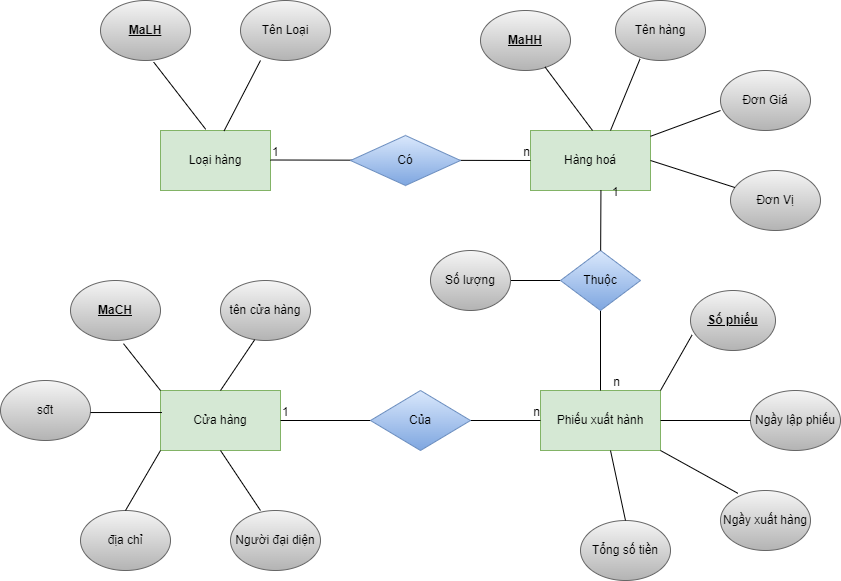 MaLH
Tên Loại
MaHH
Tên hàng
Đơn Giá
Loại hàng
1
Có
n
Hàng hoá
1
Đơn Vị
Số lượng
Thuộc
MaCH
tên cửa hàng
Số phiếu
n
sđt
Cửa hàng
1
Của
n
Phiếu xuất hành
Ngầy lập phiếu
địa chỉ
Người đại diện
Tổng số tiền
Ngầy xuất hàng